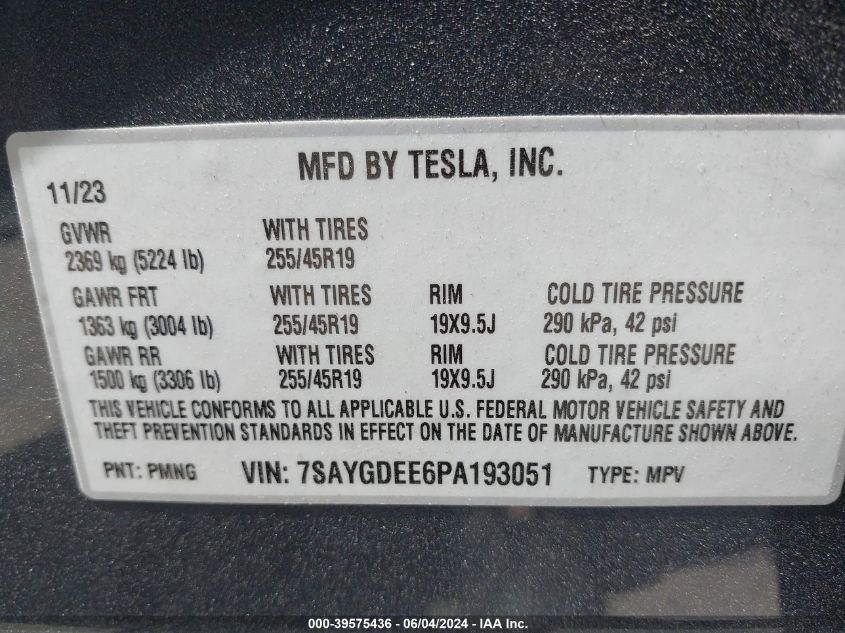 MFD BY TESLA, INC.
11/23
GVWR WITH TIRES
2369 kg (5224 lb) 255/45R19
GAWR FRT WITH TIRES RIM COLD TIRE PRESSURE
1363 kg (3004 lb) 255/45R19 19X9.5J 290 kPa, 42 psi
GAWR RR WITH TIRES RIM COLD TIRE PRESSURE
1500 kg (3306 lb) 255/45R19 19X9.5J 290 kPa, 42 psi
THIS VEHICLE CONFORMS TO ALL APPLICABLE U.S. FEDERAL MOTOR VEHICLE SAFETY AND
THEFT PREVENTION STANDARDS IN EFFECT ON THE DATE OF MANUFACTURE SHOWN ABOVE.
PNT: PMNG VIN: 7SAYGDEE6PA193051 TYPE: MPV
000-39575436 - 06/04/2024 - IAA Inc.